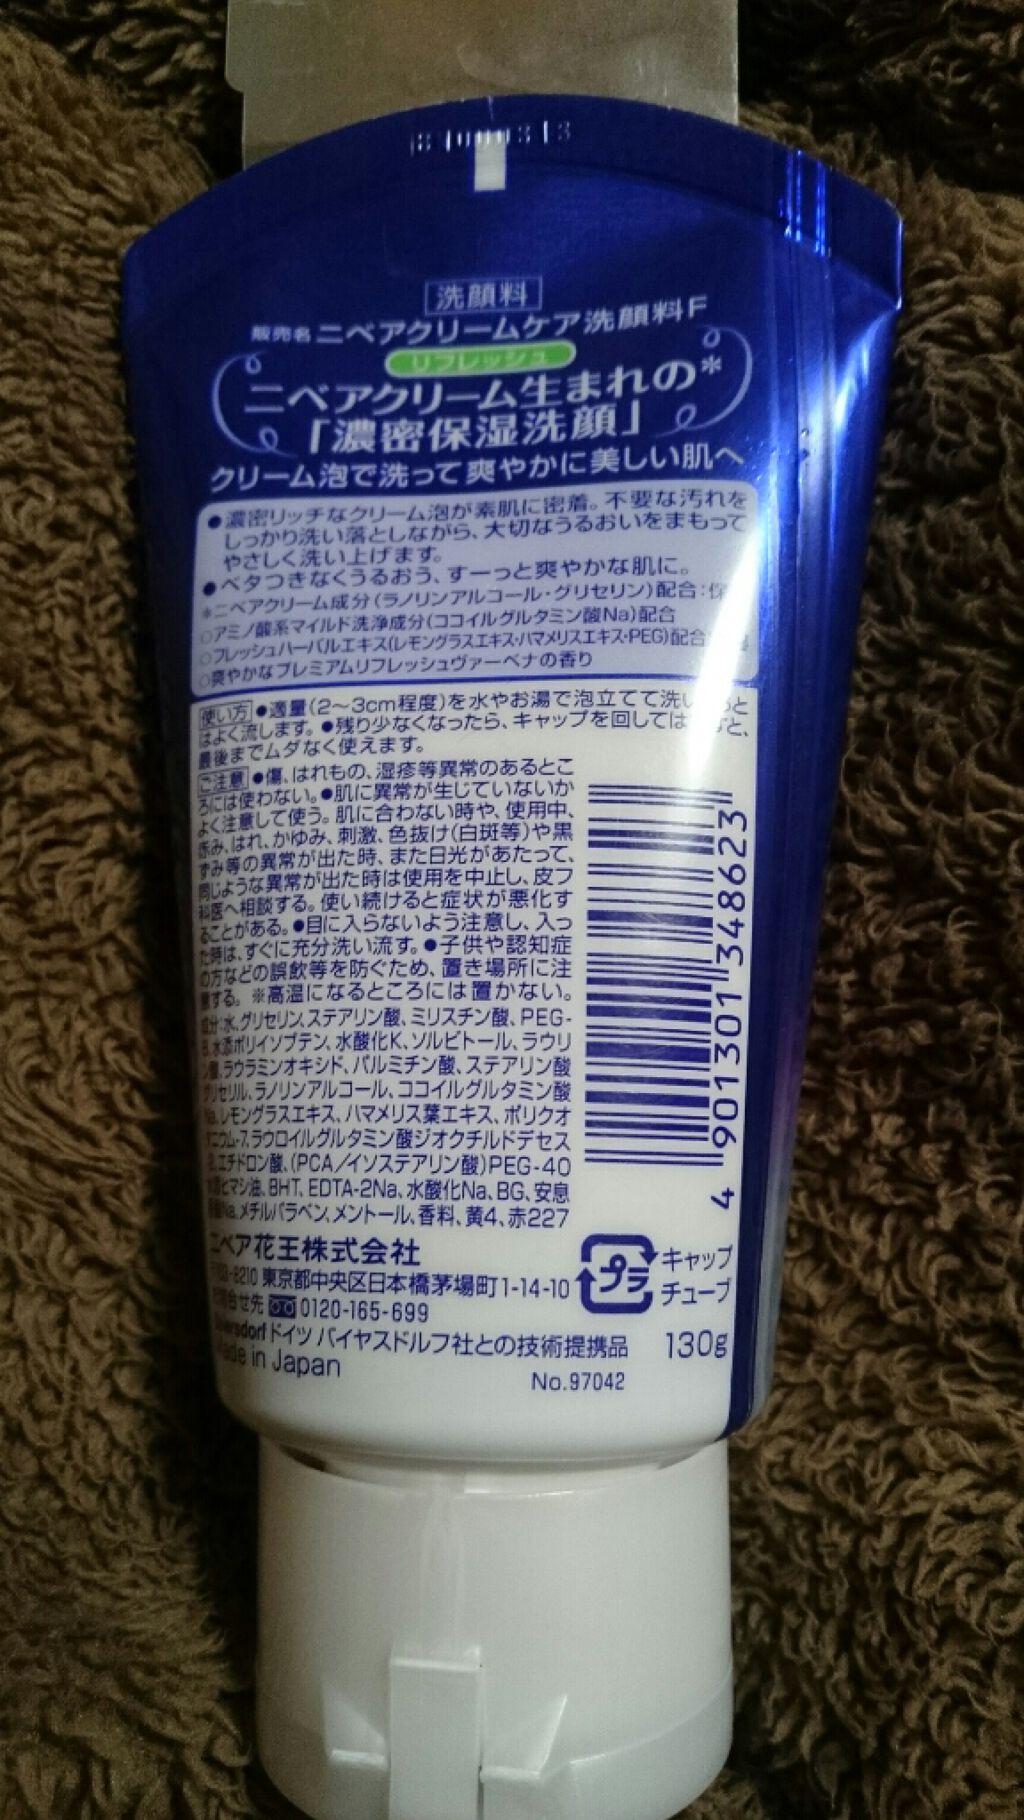 洗顔料
販売名ニベアクリームケア洗顔料F
リフレッシュ
ニベアクリーム生まれの*
「濃密保湿洗顔」
クリーム泡で洗って爽やかに美しい肌へ
●濃密リッチなクリーム泡が素肌に密着。不要な汚れを
しっかり洗い落としながら、大切なうるおいをまもって
やさしく洗い上げます。
●ベタつきなくうるおう、すーっと爽やかな肌に。
*ニベアクリーム成分(ラノリンアルコール・グリセリン)配合:保
○アミノ酸系マイルド洗浄成分(ココイルグルタミン酸Na)配合
○フレッシュハーバルエキス(レモングラスエキス・ハマメリスエキス・PEG)配合
○爽やかなプレミアムリフレッシュヴァーベナの香り
使い方 ●適量(2〜3cm程度)を水やお湯で泡立てて洗い
はよく流します。●残り少なくなったら、キャップを回しては
最後までムダなく使えます。
ご注意 ●傷、はれもの、湿疹等異常のあるとこ
ろには使わない。●肌に異常が生じていないか
よく注意して使う。肌に合わない時や、使用中、
赤み、はれ、かゆみ、刺激、色抜け(白斑等)や黒
ずみ等の異常が出た時、また日光があたって、
同じような異常が出た時は使用を中止し、皮フ
科医へ相談する。使い続けると症状が悪化す
ることがある。●目に入らないよう注意し、入っ
た時は、すぐに充分洗い流す。●子供や認知症
の方などの誤飲等を防ぐため、置き場所に注
意する。※高温になるところには置かない。
成分:水、グリセリン、ステアリン酸、ミリスチン酸、PEG-
8、水添ポリイソブテン、水酸化K、ソルビトール、ラウリ
ン酸、ラウラミンオキシド、パルミチン酸、ステアリン酸
グリセリル、ラノリンアルコール、ココイルグルタミン酸
Na、レモングラスエキス、ハマメリス葉エキス、ポリクオ
タニウム-7、ラウロイルグルタミン酸ジオクチルドデセス
エチドロン酸、(PCA/イソステアリン酸)PEG-40
水添ヒマシ油、BHT、EDTA-2Na、水酸化Na、BG、安息
香酸Na、メチルパラベン、メントール、香料、黄4、赤227
4 901301 348623
ニベア花王株式会社
103-8210 東京都中央区日本橋茅場町1-14-10
お問合せ先 0120-165-699
Beiersdorf ドイツ バイヤスドルフ社との技術提携品
Made in Japan
No.97042
プラ
キャップ
チューブ
130g